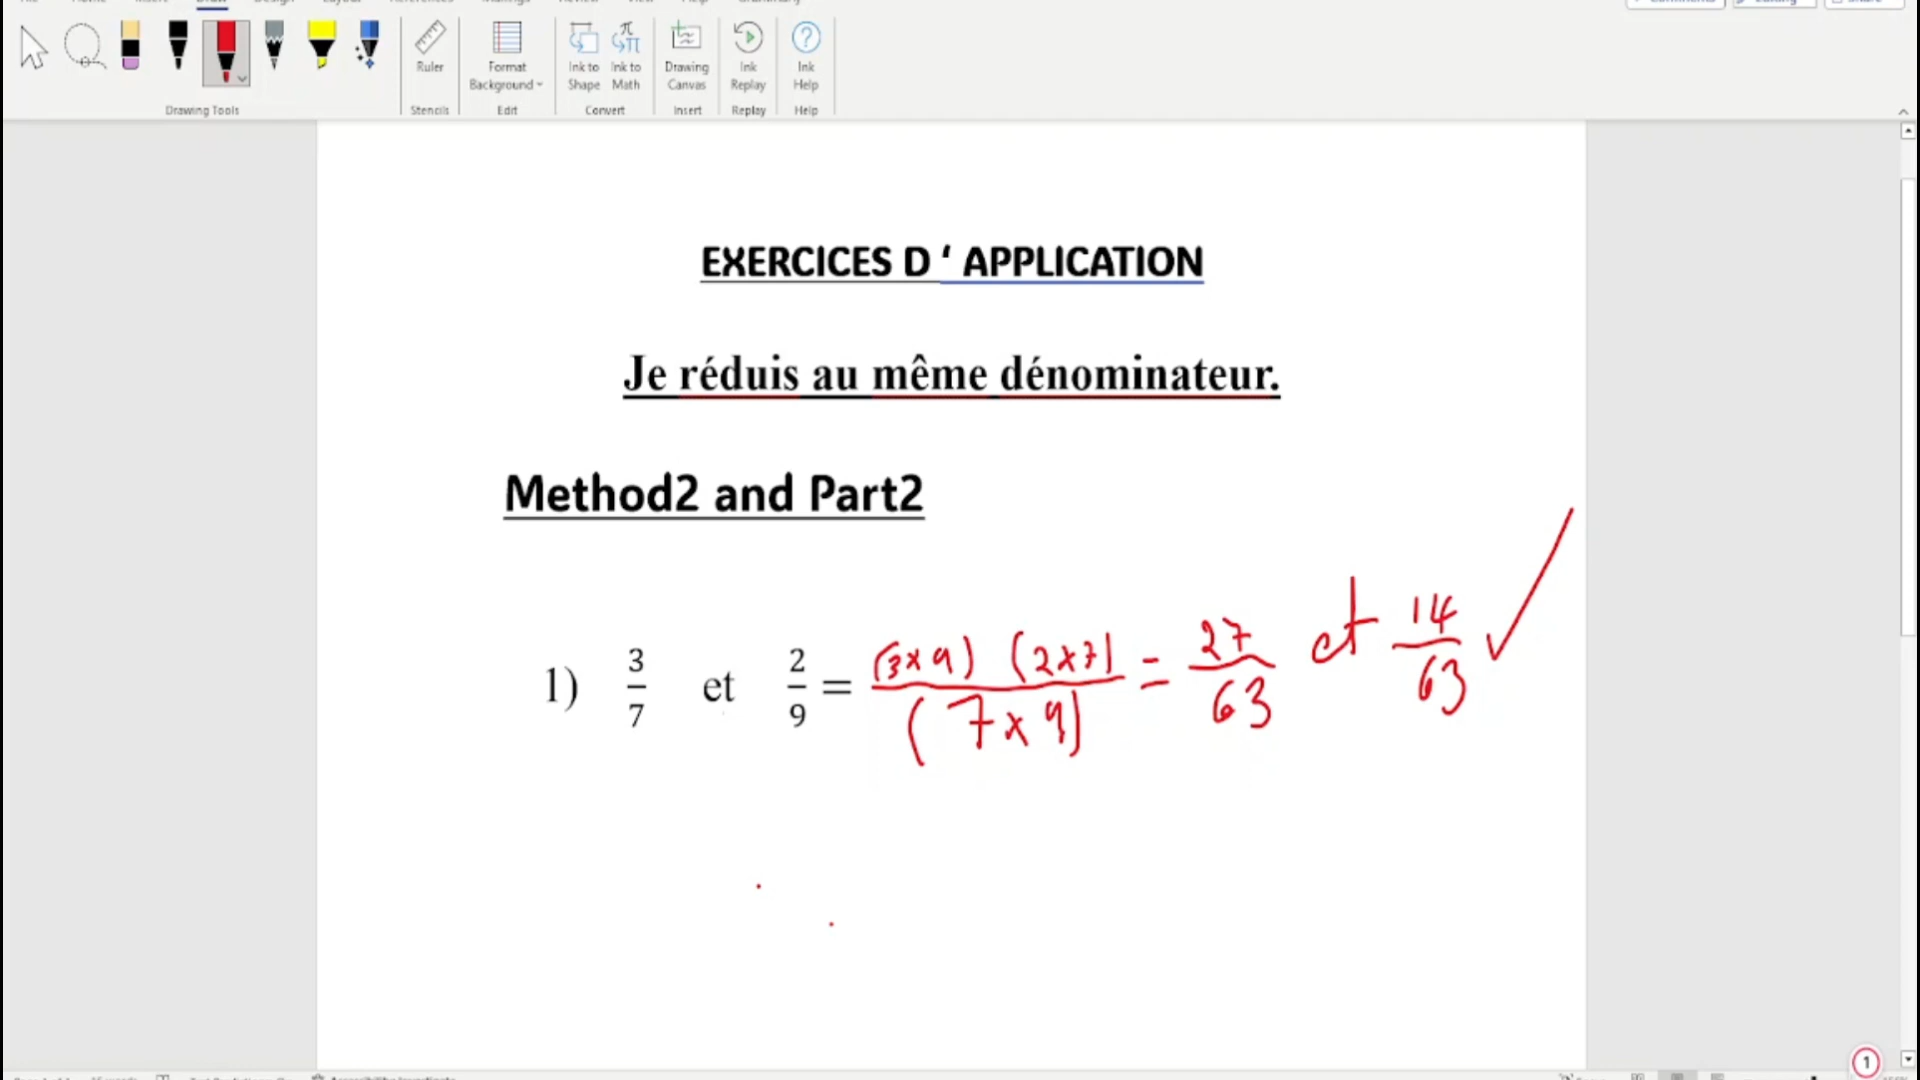 Ruler
Format Background
Ink to Shape
Ink to Math
Drawing Canvas
Ink Replay
Ink Help
Drawing Tools
Stencils
Edit
Convert
Insert
Replay
Help
EXERCICES D ‘ APPLICATION
Je réduis au même dénominateur.
Method2 and Part2
1) 3/7 et 2/9 = (3x9) (2x7)/(7x9) = 27/63 et 14/63 ✓
1